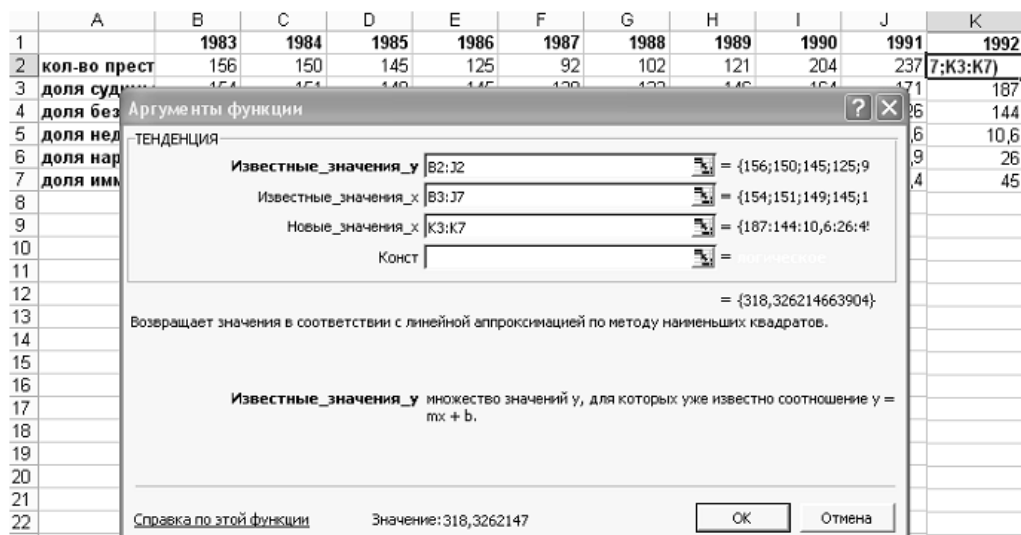 A B C D E F G H I J K
1 1983 1984 1985 1986 1987 1988 1989 1990 1991 1992
2 кол-во прест 156 150 145 125 92 102 121 204 237 7;K3:K7)
3 187
4 доля без 144
5 доля нед ,6 10,6
6 доля нар ,9 26
7 доля имм ,4 45
8
9
10
11
12
13
14
15
16
17
18
19
20
21
22
Аргументы функции
ТЕНДЕНЦИЯ
Известные_значения_y B2:J2 = {156;150;145;125;9
Известные_значения_x B3:J7 = {154;151;149;145;1
Новые_значения_x K3:K7 = {187:144:10,6:26:4
Конст = логическое
= {318,326214663904}
Возвращает значения в соответствии с линейной аппроксимацией по методу наименьших квадратов.
Известные_значения_y множество значений y, для которых уже известно соотношение y =
mx + b.
Справка по этой функции Значение:318,3262147 OK Отмена